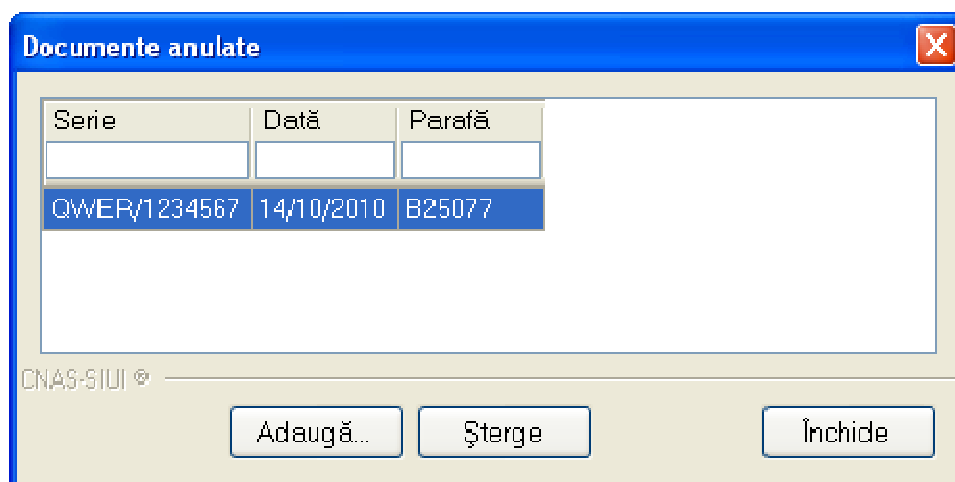 Documente anulate
Serie Dată Parafă
QWER/1234567 14/10/2010 B25077
CNAS-SIUI ®
Adaugă... Şterge Închide